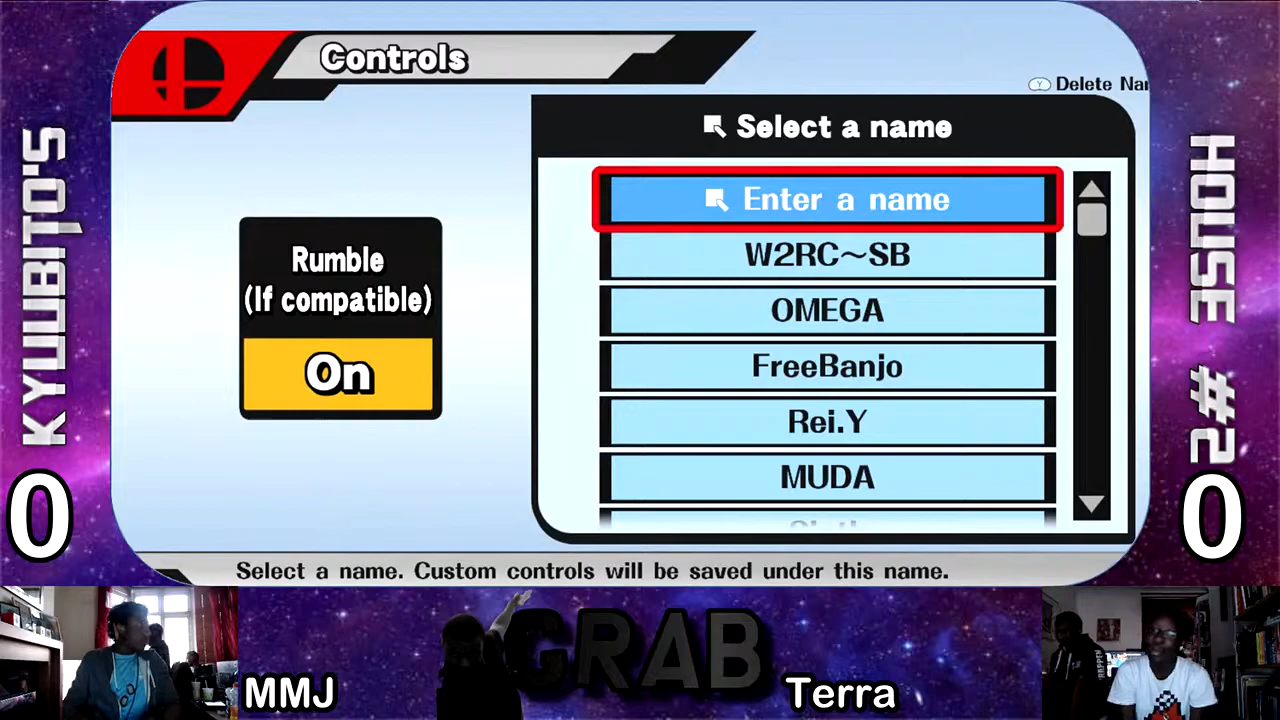 Controls
Delete Nar
Select a name
Enter a name
W2RC~SB
OMEGA
FreeBanjo
Rei.Y
MUDA
Rumble
(If compatible)
On
Select a name. Custom controls will be saved under this name.
KYUUBITO'S
0
HOUSE #2
0
MMJ
GRAB
Terra